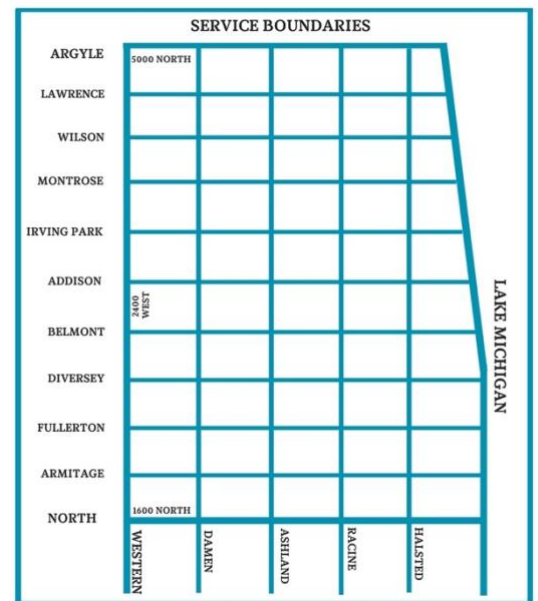 SERVICE BOUNDARIES
ARGYLE
5000 NORTH
LAWRENCE
WILSON
MONTROSE
IRVING PARK
ADDISON
2400
WEST
LAKE MICHIGAN
BELMONT
DIVERSEY
FULLERTON
ARMITAGE
1600 NORTH
NORTH
WESTERN
DAMEN
ASHLAND
RACINE
HALSTED